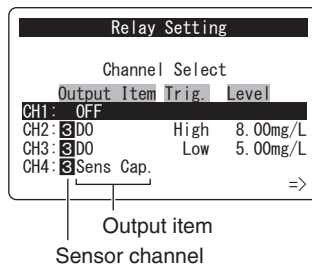 Relay Setting
Channel Select
Output Item Trig. Level
CH1: OFF
CH2: 3 DO High 8.00mg/L
CH3: 3 DO Low 5.00mg/L
CH4: 3 Sens Cap.
=>
Output item
Sensor channel